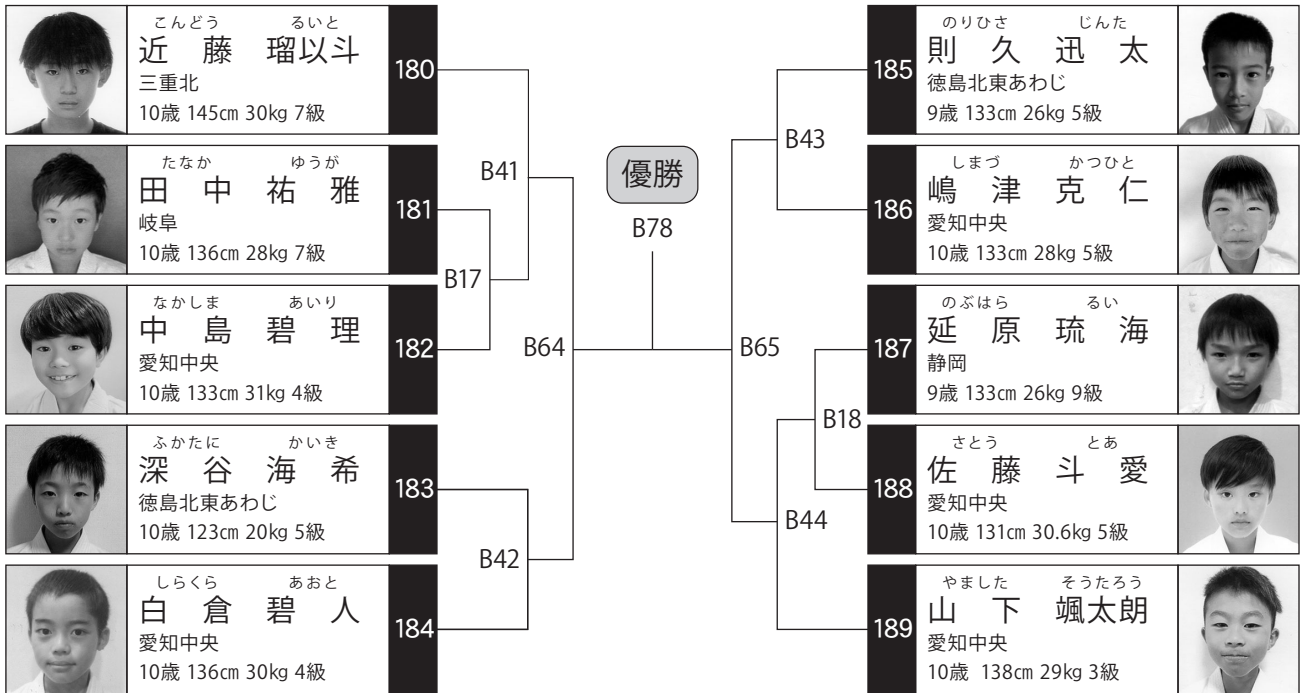 こんどう るいと
近藤 瑠以斗
三重北
10歳 145cm 30kg 7級
180
たなか ゆうが
田中 祐雅
岐阜
10歳 136cm 28kg 7級
181
なかしま あいり
中島 碧理
愛知中央
10歳 133cm 31kg 4級
182
ふかたに かいき
深谷 海希
徳島北東あわじ
10歳 123cm 20kg 5級
183
しらくら あおと
白倉 碧人
愛知中央
10歳 136cm 30kg 4級
184
B41
B17
B64
B42
優勝
B78
B43
B65
B18
B44
185
のりひさ じんた
則久 迅太
徳島北東あわじ
9歳 133cm 26kg 5級
186
しまづ かつひと
嶋津 克仁
愛知中央
10歳 133cm 28kg 5級
187
のぶはら るい
延原 琉海
静岡
9歳 133cm 26kg 9級
188
さとう とあ
佐藤 斗愛
愛知中央
10歳 131cm 30.6kg 5級
189
やました そうたろう
山下 颯太朗
愛知中央
10歳 138cm 29kg 3級